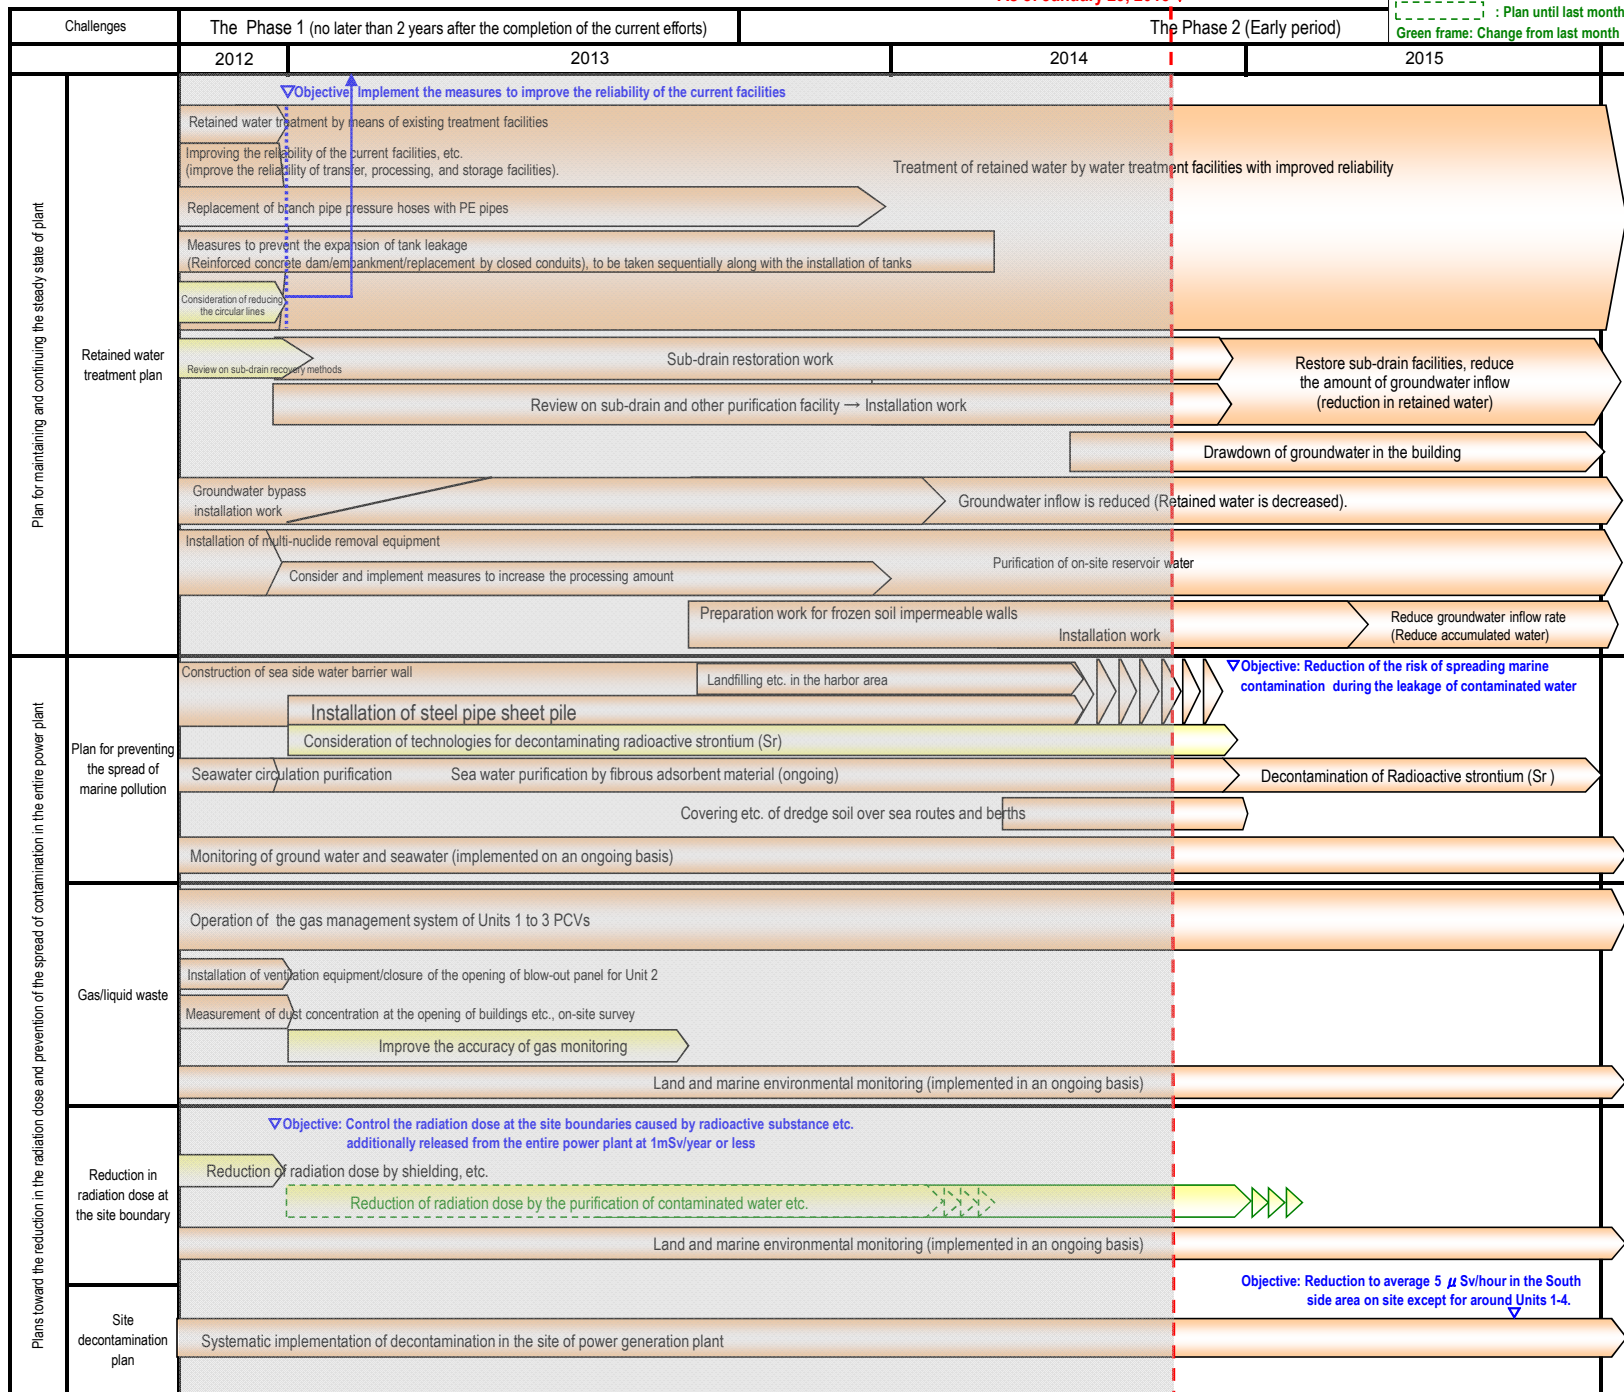 : Plan until last month
Green frame: Change from last month
Challenges
The Phase 1 (no later than 2 years after the completion of the current efforts)
The Phase 2 (Early period)
2012
2013
2014
2015
Plan for maintaining and continuing the steady state of plant
Retained water
treatment plan
Objective: Implement the measures to improve the reliability of the current facilities
Retained water treatment by means of existing treatment facilities
Improving the reliability of the current facilities, etc.
(improve the reliability of transfer, processing, and storage facilities).
Treatment of retained water by water treatment facilities with improved reliability
Replacement of branch pipe pressure hoses with PE pipes
Measures to prevent the expansion of tank leakage
(Reinforced concrete dam/embankment/replacement by closed conduits), to be taken sequentially along with the installation of tanks
Consideration of reducing
the circular lines
Review on sub-drain recovery methods
Sub-drain restoration work
Review on sub-drain and other purification facility → Installation work
Restore sub-drain facilities, reduce
the amount of groundwater inflow
(reduction in retained water)
Drawdown of groundwater in the building
Groundwater bypass
installation work
Groundwater inflow is reduced (Retained water is decreased).
Installation of multi-nuclide removal equipment
Consider and implement measures to increase the processing amount
Purification of on-site reservoir water
Preparation work for frozen soil impermeable walls
Installation work
Reduce groundwater inflow rate
(Reduce accumulated water)
Plans toward the reduction in the radiation dose and prevention of the spread of contamination in the entire power plant
Plan for preventing
the spread of
marine pollution
Construction of sea side water barrier wall
Landfilling etc. in the harbor area
Installation of steel pipe sheet pile
Objective: Reduction of the risk of spreading marine
contamination during the leakage of contaminated water
Consideration of technologies for decontaminating radioactive strontium (Sr)
Seawater circulation purification
Sea water purification by fibrous adsorbent material (ongoing)
Decontamination of Radioactive strontium (Sr )
Covering etc. of dredge soil over sea routes and berths
Monitoring of ground water and seawater (implemented on an ongoing basis)
Gas/liquid waste
Operation of the gas management system of Units 1 to 3 PCVs
Installation of ventilation equipment/closure of the opening of blow-out panel for Unit 2
Measurement of dust concentration at the opening of buildings etc., on-site survey
Improve the accuracy of gas monitoring
Land and marine environmental monitoring (implemented in an ongoing basis)
Reduction in
radiation dose at
the site boundary
Objective: Control the radiation dose at the site boundaries caused by radioactive substance etc.
additionally released from the entire power plant at 1mSv/year or less
Reduction of radiation dose by shielding, etc.
Reduction of radiation dose by the purification of contaminated water etc.
Land and marine environmental monitoring (implemented in an ongoing basis)
Site
decontamination
plan
Objective: Reduction to average 5 μ Sv/hour in the South
side area on site except for around Units 1-4.
Systematic implementation of decontamination in the site of power generation plant